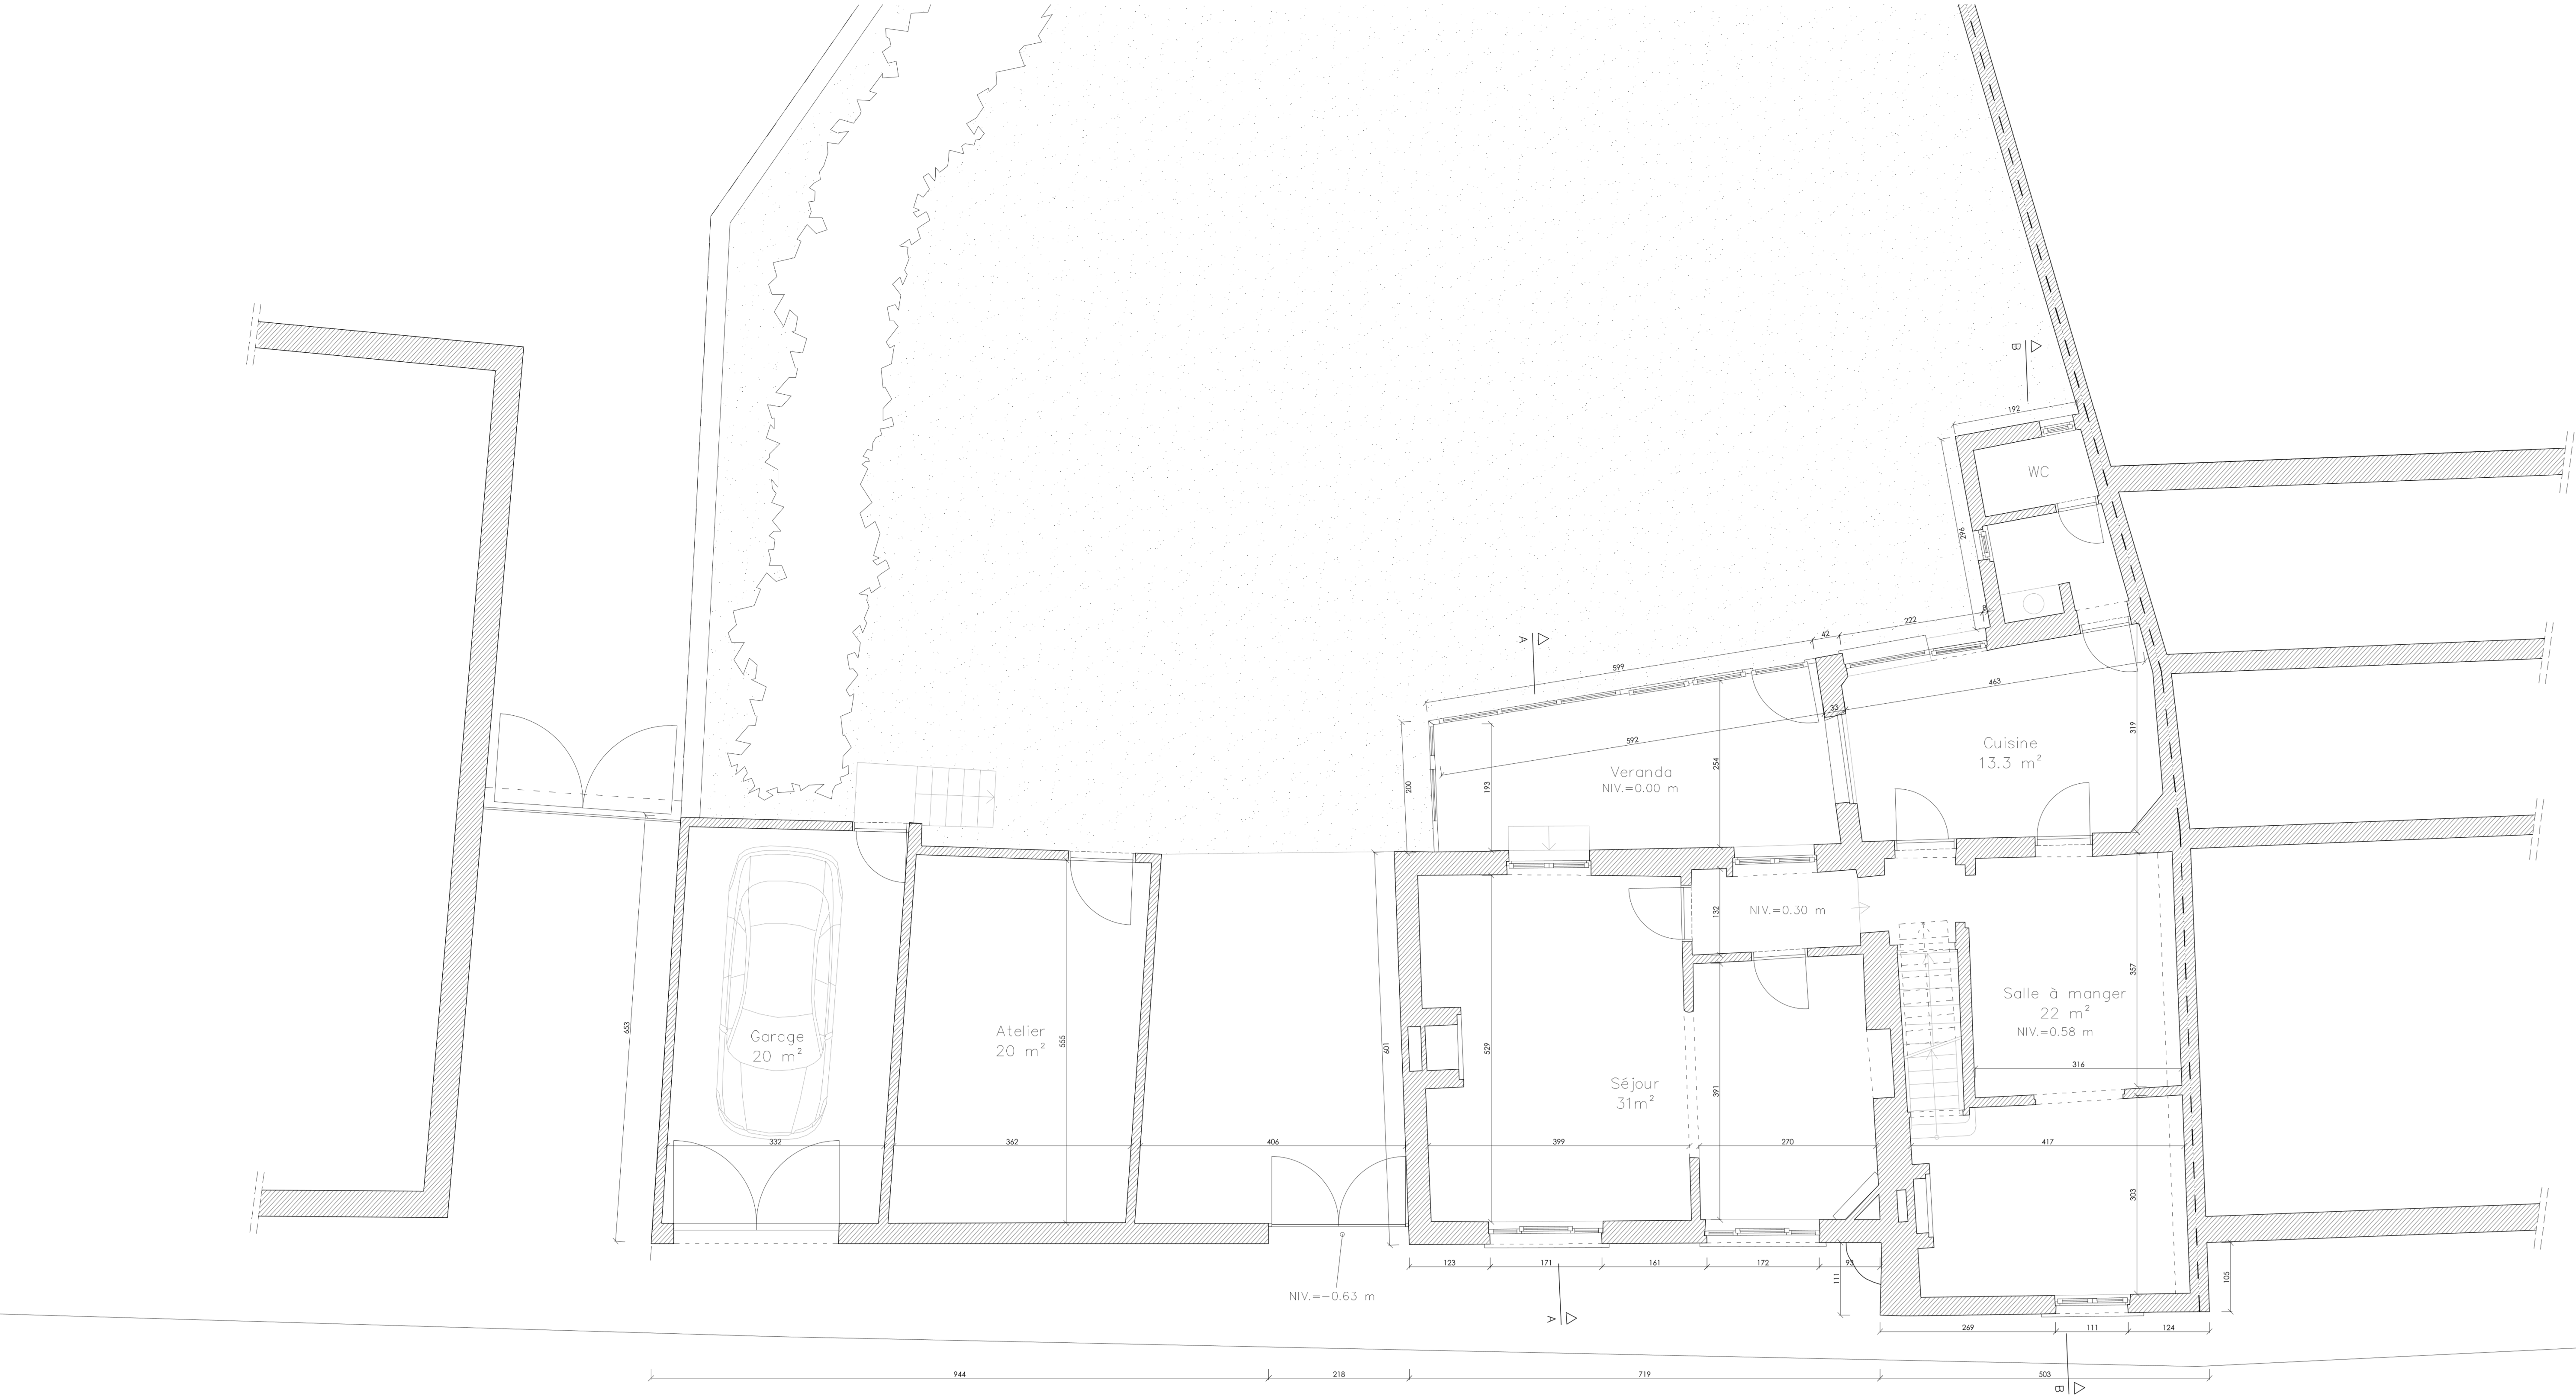 B
192
WC
296
8
222
42
A
599
463
33
592
319
Cuisine
13.3 m²
Veranda
NIV.=0.00 m
254
200
193
132
NIV.=0.30 m
357
Salle à manger
22 m²
NIV.=0.58 m
316
653
Garage
20 m²
Atelier
20 m²
555
601
529
Séjour
31m²
391
332
362
406
399
270
417
303
123
171
161
172
93
111
105
NIV.=-0.63 m
A
269
111
124
944
218
719
503
B